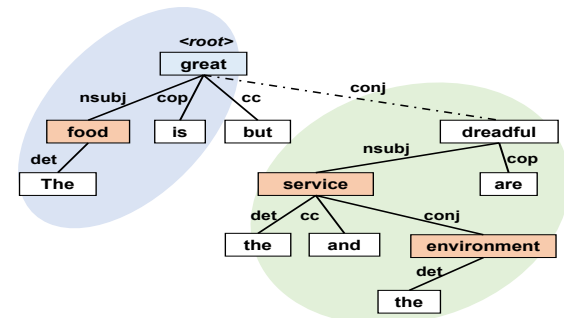 <root>
great
nsubj cop cc conj
food is but dreadful
det nsubj cop
The service are
det cc conj
the and environment
det
the